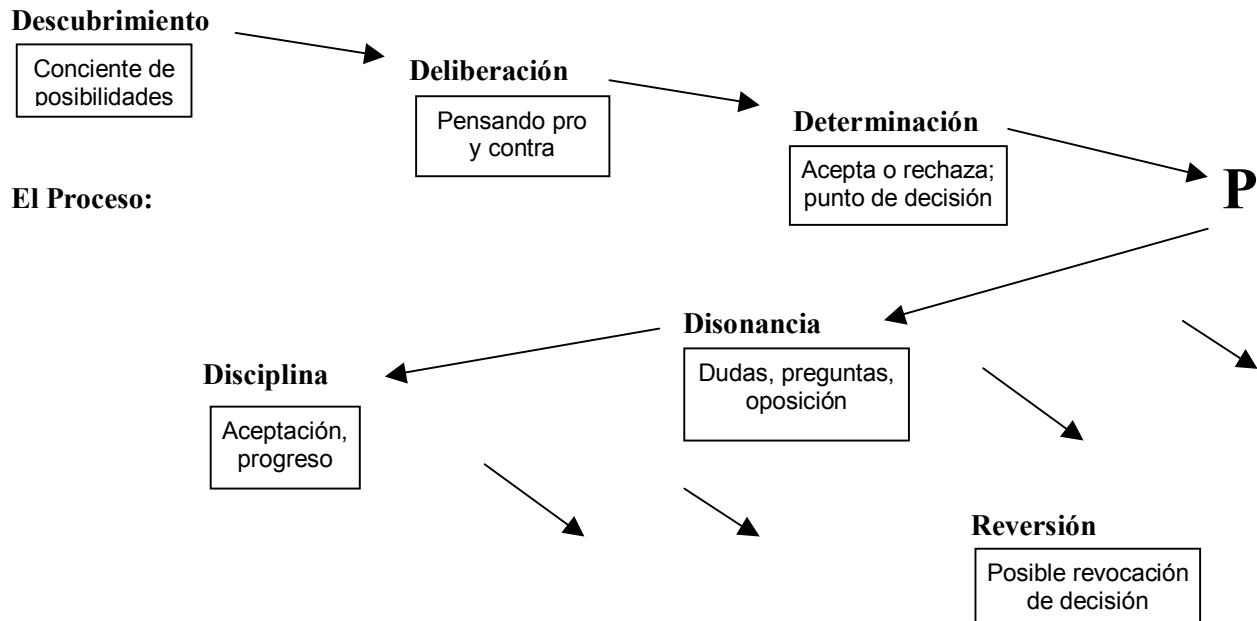 Descubrimiento
Conciente de
posibilidades
Deliberación
Pensando pro
y contra
Determinación
Acepta o rechaza;
punto de decisión
P
El Proceso:
Disonancia
Dudas, preguntas,
oposición
Disciplina
Aceptación,
progreso
Reversión
Posible revocación
de decisión